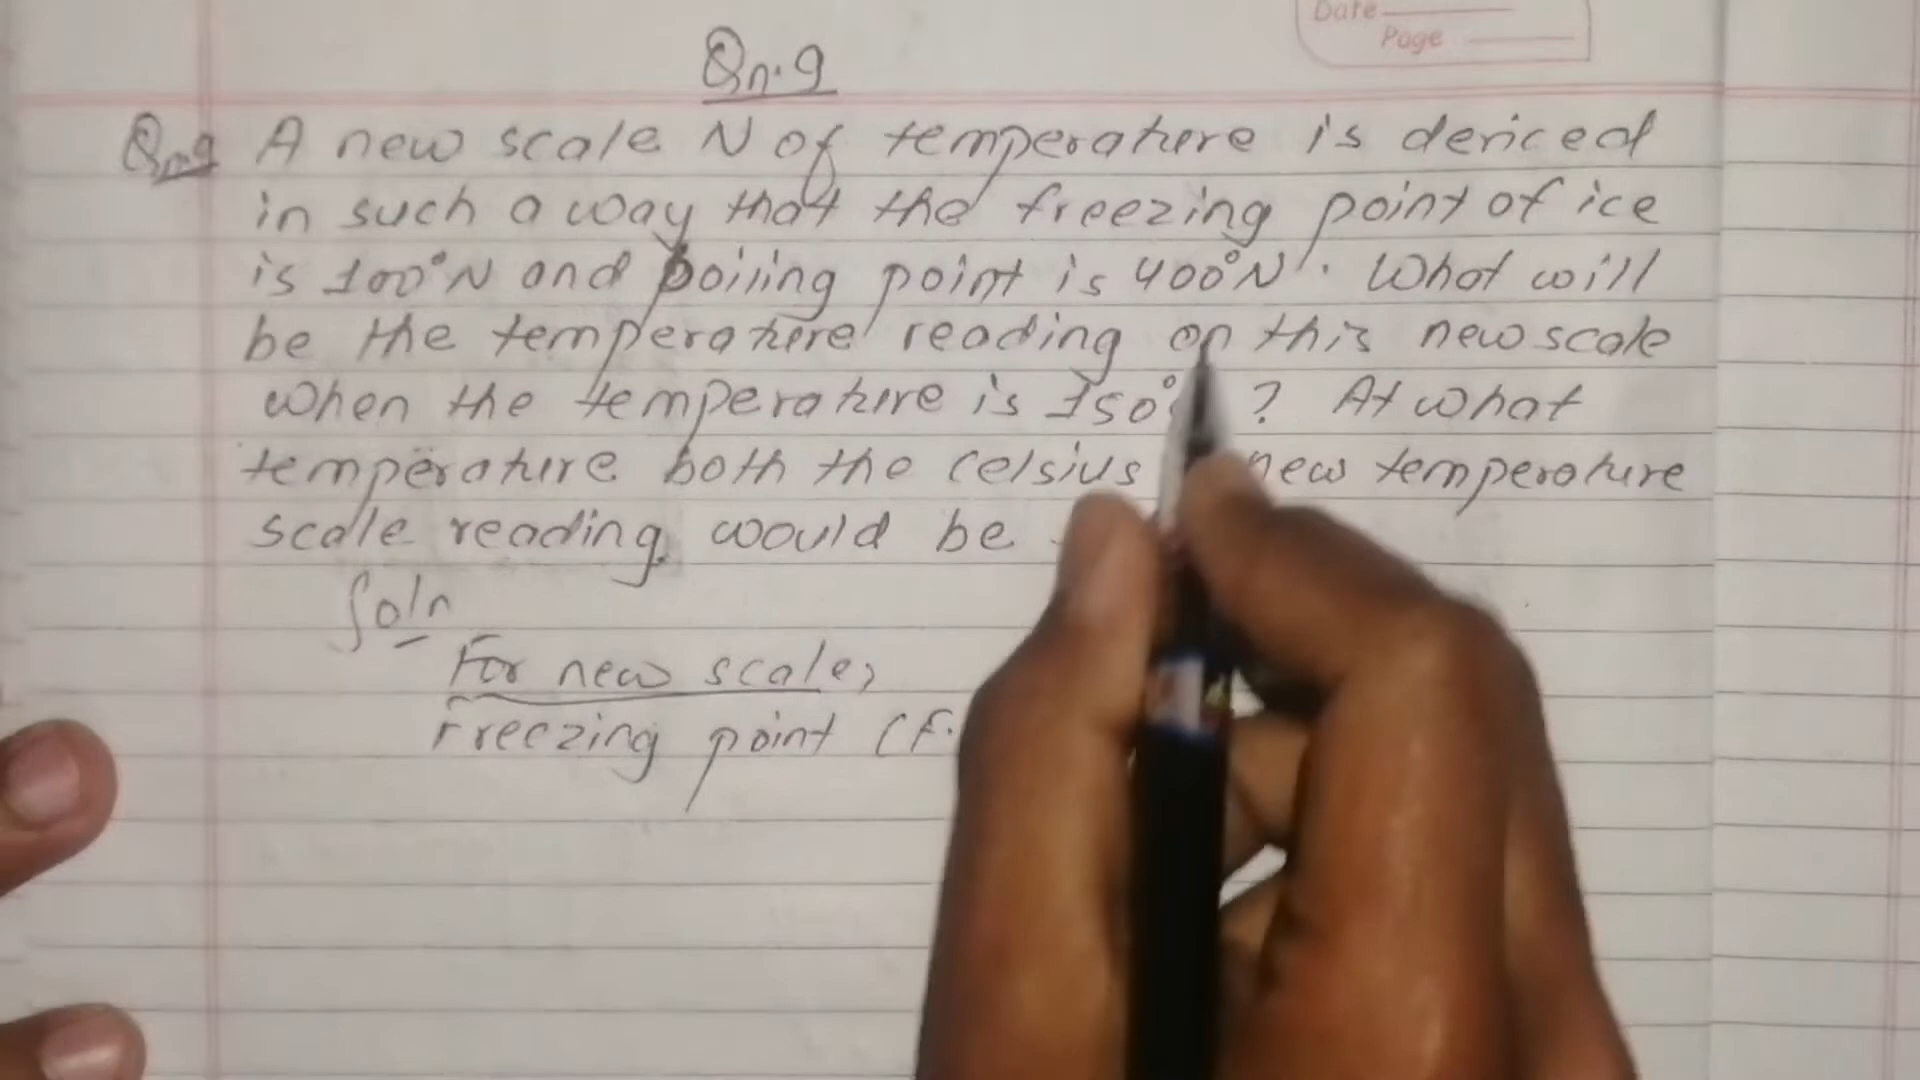 Date
Page
Qn.9
Qn.9 A new scale N of temperature is deviced
in such a way that the freezing point of ice
is 100°N and boiling point is 400°N. What will
be the temperature reading on this new scale
when the temperature is 150° ? At what
temperature both the celsius new temperature
scale reading would be
Soln
For new scale,
Freezing point (F.